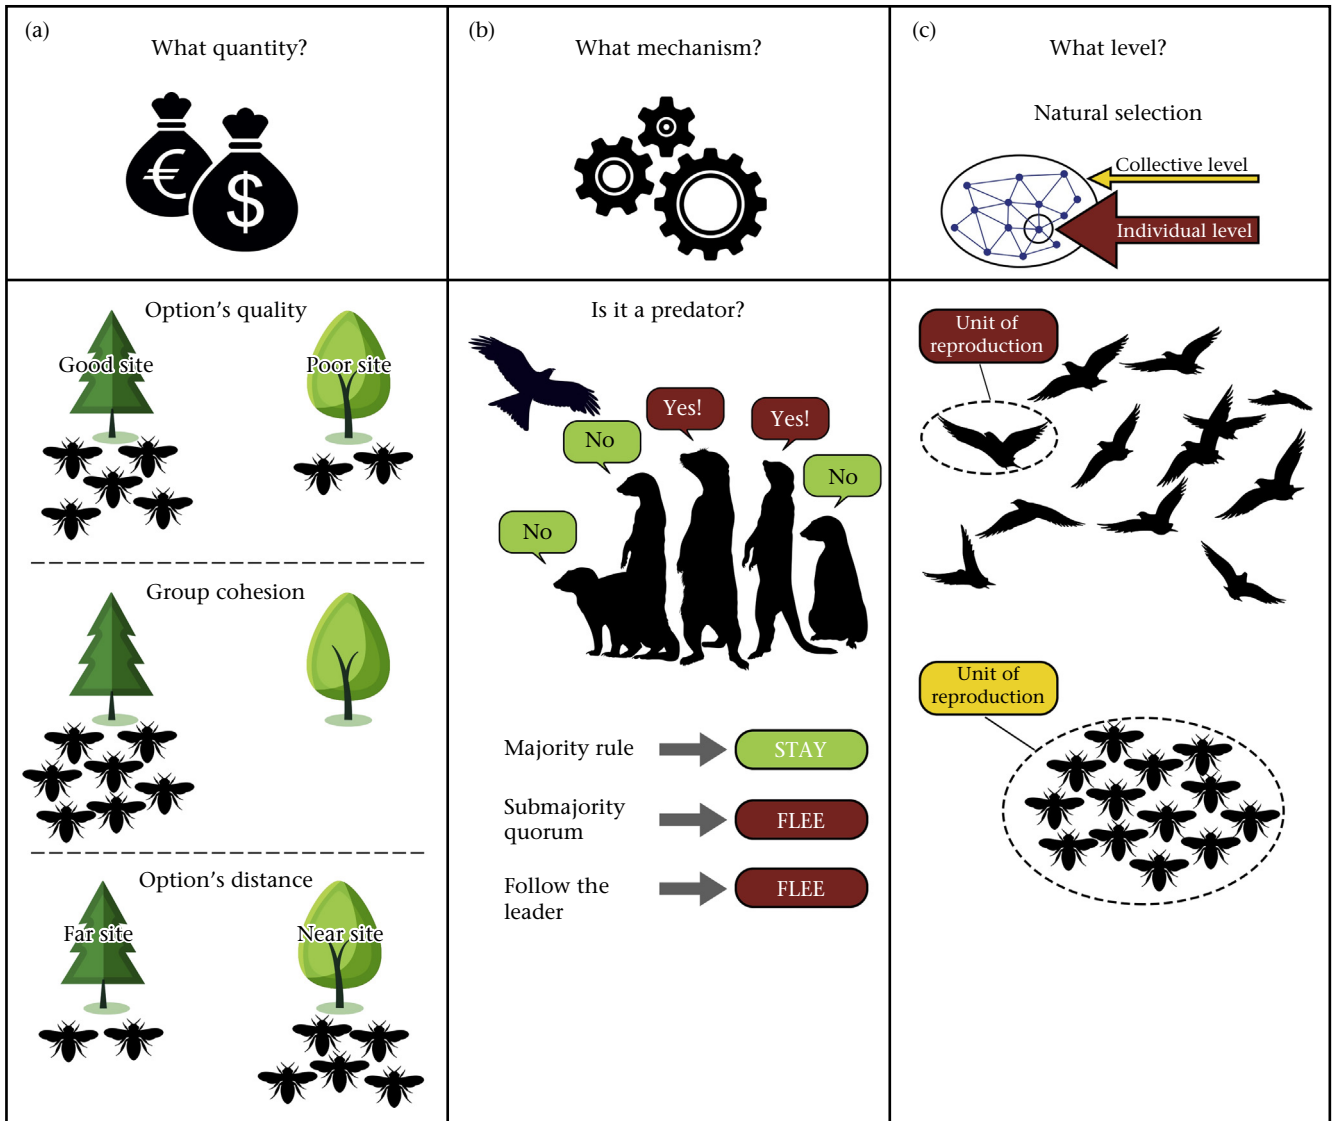 (a)
What quantity?
€
$
Option's quality
Good site
Poor site
Group cohesion
Option's distance
Far site
Near site
(b)
What mechanism?
Is it a predator?
Yes!
Yes!
No
No
No
Majority rule
STAY
Submajority
quorum
FLEE
Follow the
leader
FLEE
(c)
What level?
Natural selection
Collective level
Individual level
Unit of
reproduction
Unit of
reproduction